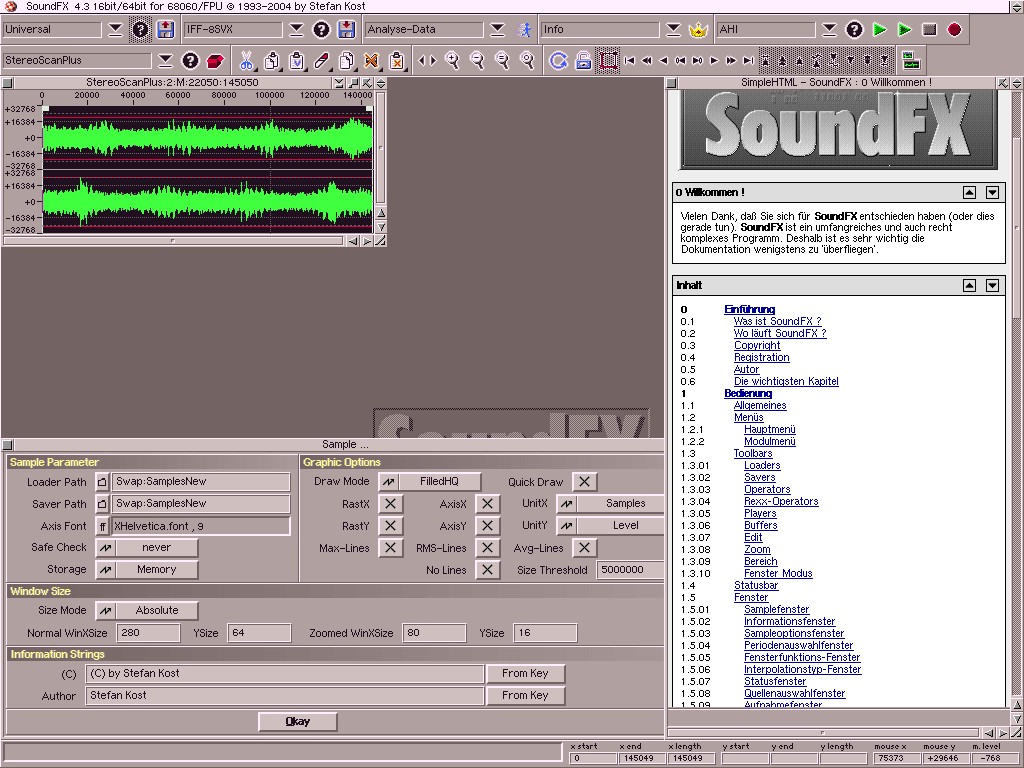 SoundFX 4.3 16bit/64bit for 68060/FPU © 1993-2004 by Stefan Kost
Universal
IFF-8SVX
Analyse-Data
Info
AHI
StereoScanPlus
StereoScanPlus:2:M:22050:145050
0 20000 40000 60000 80000 100000 120000 140000
+32768
+16384
+0
-16384
-32768
+32768
+16384
+0
-16384
-32768
SimpleHTML - SoundFX : 0 Willkommen !
SoundFX
0 Willkommen !
Vielen Dank, daß Sie sich für SoundFX entschieden haben (oder dies
gerade tun). SoundFX ist ein umfangreiches und auch recht
komplexes Programm. Deshalb ist es sehr wichtig die
Dokumentation wenigstens zu 'überfliegen'.
Inhalt
0 Einführung
0.1 Was ist SoundFX ?
0.2 Wo läuft SoundFX ?
0.3 Copyright
0.4 Registration
0.5 Autor
0.6 Die wichtigsten Kapitel
1 Bedienung
1.1 Allgemeines
1.2 Menüs
1.2.1 Hauptmenü
1.2.2 Modulmenü
1.3 Toolbars
1.3.01 Loaders
1.3.02 Savers
1.3.03 Operators
1.3.04 Rexx-Operators
1.3.05 Players
1.3.06 Buffers
1.3.07 Edit
1.3.08 Zoom
1.3.09 Bereich
1.3.10 Fenster Modus
1.4 Statusbar
1.5 Fenster
1.5.01 Samplefenster
1.5.02 Informationsfenster
1.5.03 Sampleoptionsfenster
1.5.04 Periodenauswahlfenster
1.5.05 Fensterfunktions-Fenster
1.5.06 Interpolationstyp-Fenster
1.5.07 Statusfenster
1.5.08 Quellenauswahlfenster
1.5.09 Aufnahmefenster
SoundFX
Sample ...
Sample Parameter
Loader Path Swap:SamplesNew
Saver Path Swap:SamplesNew
Axis Font ff XHelvetica.font , 9
Safe Check never
Storage Memory
Graphic Options
Draw Mode FilledHQ Quick Draw X
RastX X AxisX X UnitX Samples
RastY X AxisY X UnitY Level
Max-Lines X RMS-Lines X Avg-Lines X
No Lines X Size Threshold 5000000
Window Size
Size Mode Absolute
Normal WinXSize 280 YSize 64 Zoomed WinXSize 80 YSize 16
Information Strings
(C) (C) by Stefan Kost From Key
Author Stefan Kost From Key
Okay
x start x end x length y start y end y length mouse x mouse y m. level
0 145049 145049 75373 +29646 -768